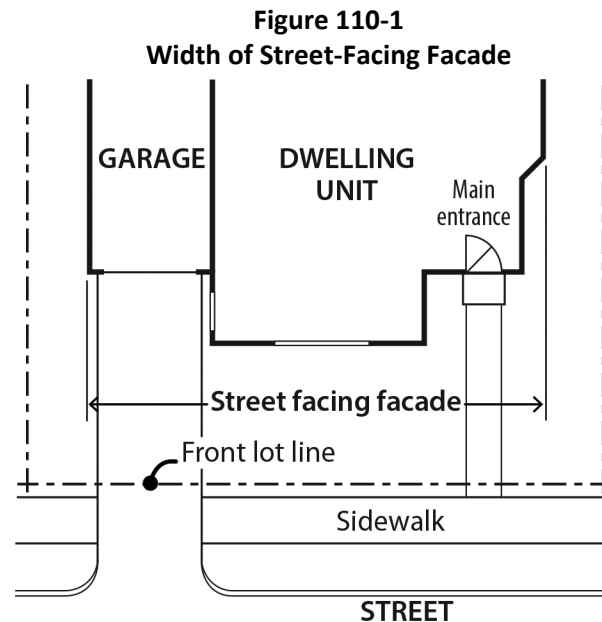 Figure 110-1
Width of Street-Facing Facade
GARAGE
DWELLING
UNIT
Main
entrance
Street facing facade
Front lot line
Sidewalk
STREET